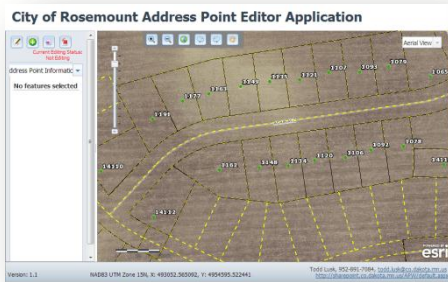 City of Rosemount Address Point Editor Application
Current Editing Status:
Not Editing
ddress Point Informatic
No features selected
Aerial View
1079
1107
1093
1065
1121
1135
1149
1163
1177
1191
14110
1162
1148
1134
1120
1106
1092
1078
14112
esri
Version: 1.1
NAD83 UTM Zone 15N, X: 493052.565092, Y: 4954595.522441
Todd Lusk, 952-891-7084, todd.lusk@co.dakota.mn.us